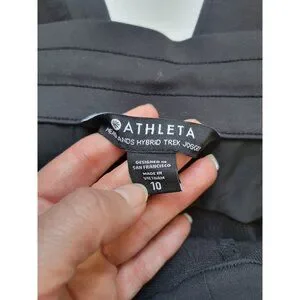 ATHLETA
HEADLANDS HYBRID TREK JOGGER
DESIGNED IN
SAN FRANCISCO
MADE IN
VIETNAM
10